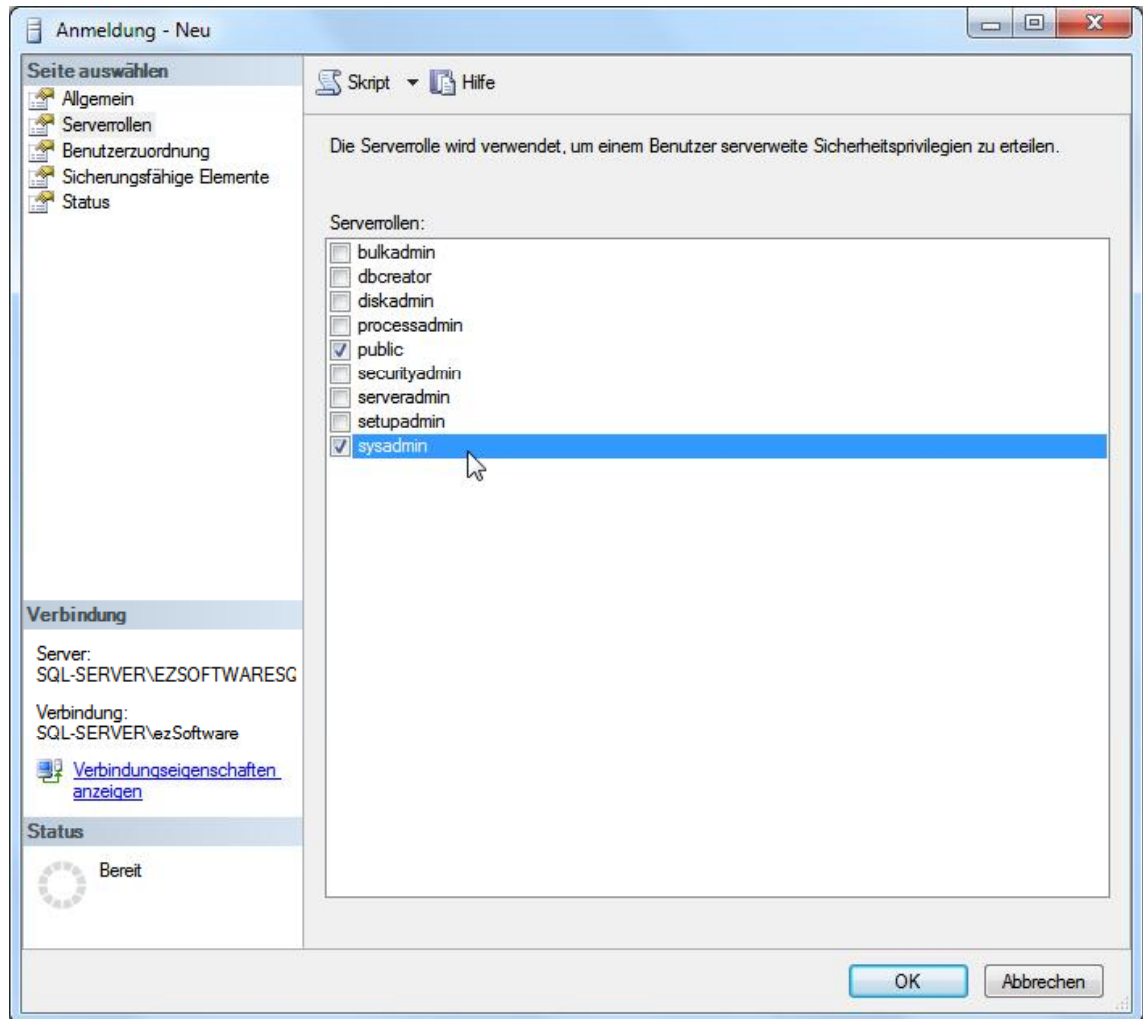 Anmeldung - Neu
Seite auswählen
Allgemein
Serverrollen
Benutzerzuordnung
Sicherungsfähige Elemente
Status
Skript
Hilfe
Die Serverrolle wird verwendet, um einem Benutzer serverweite Sicherheitsprivilegien zu erteilen.
Serverrollen:
bulkadmin
dbcreator
diskadmin
processadmin
public
securityadmin
serveradmin
setupadmin
sysadmin
Verbindung
Server:
SQL-SERVER\EZSOFTWARESQ
Verbindung:
SQL-SERVER\ezSoftware
Verbindungseigenschaften
anzeigen
Status
Bereit
OK
Abbrechen